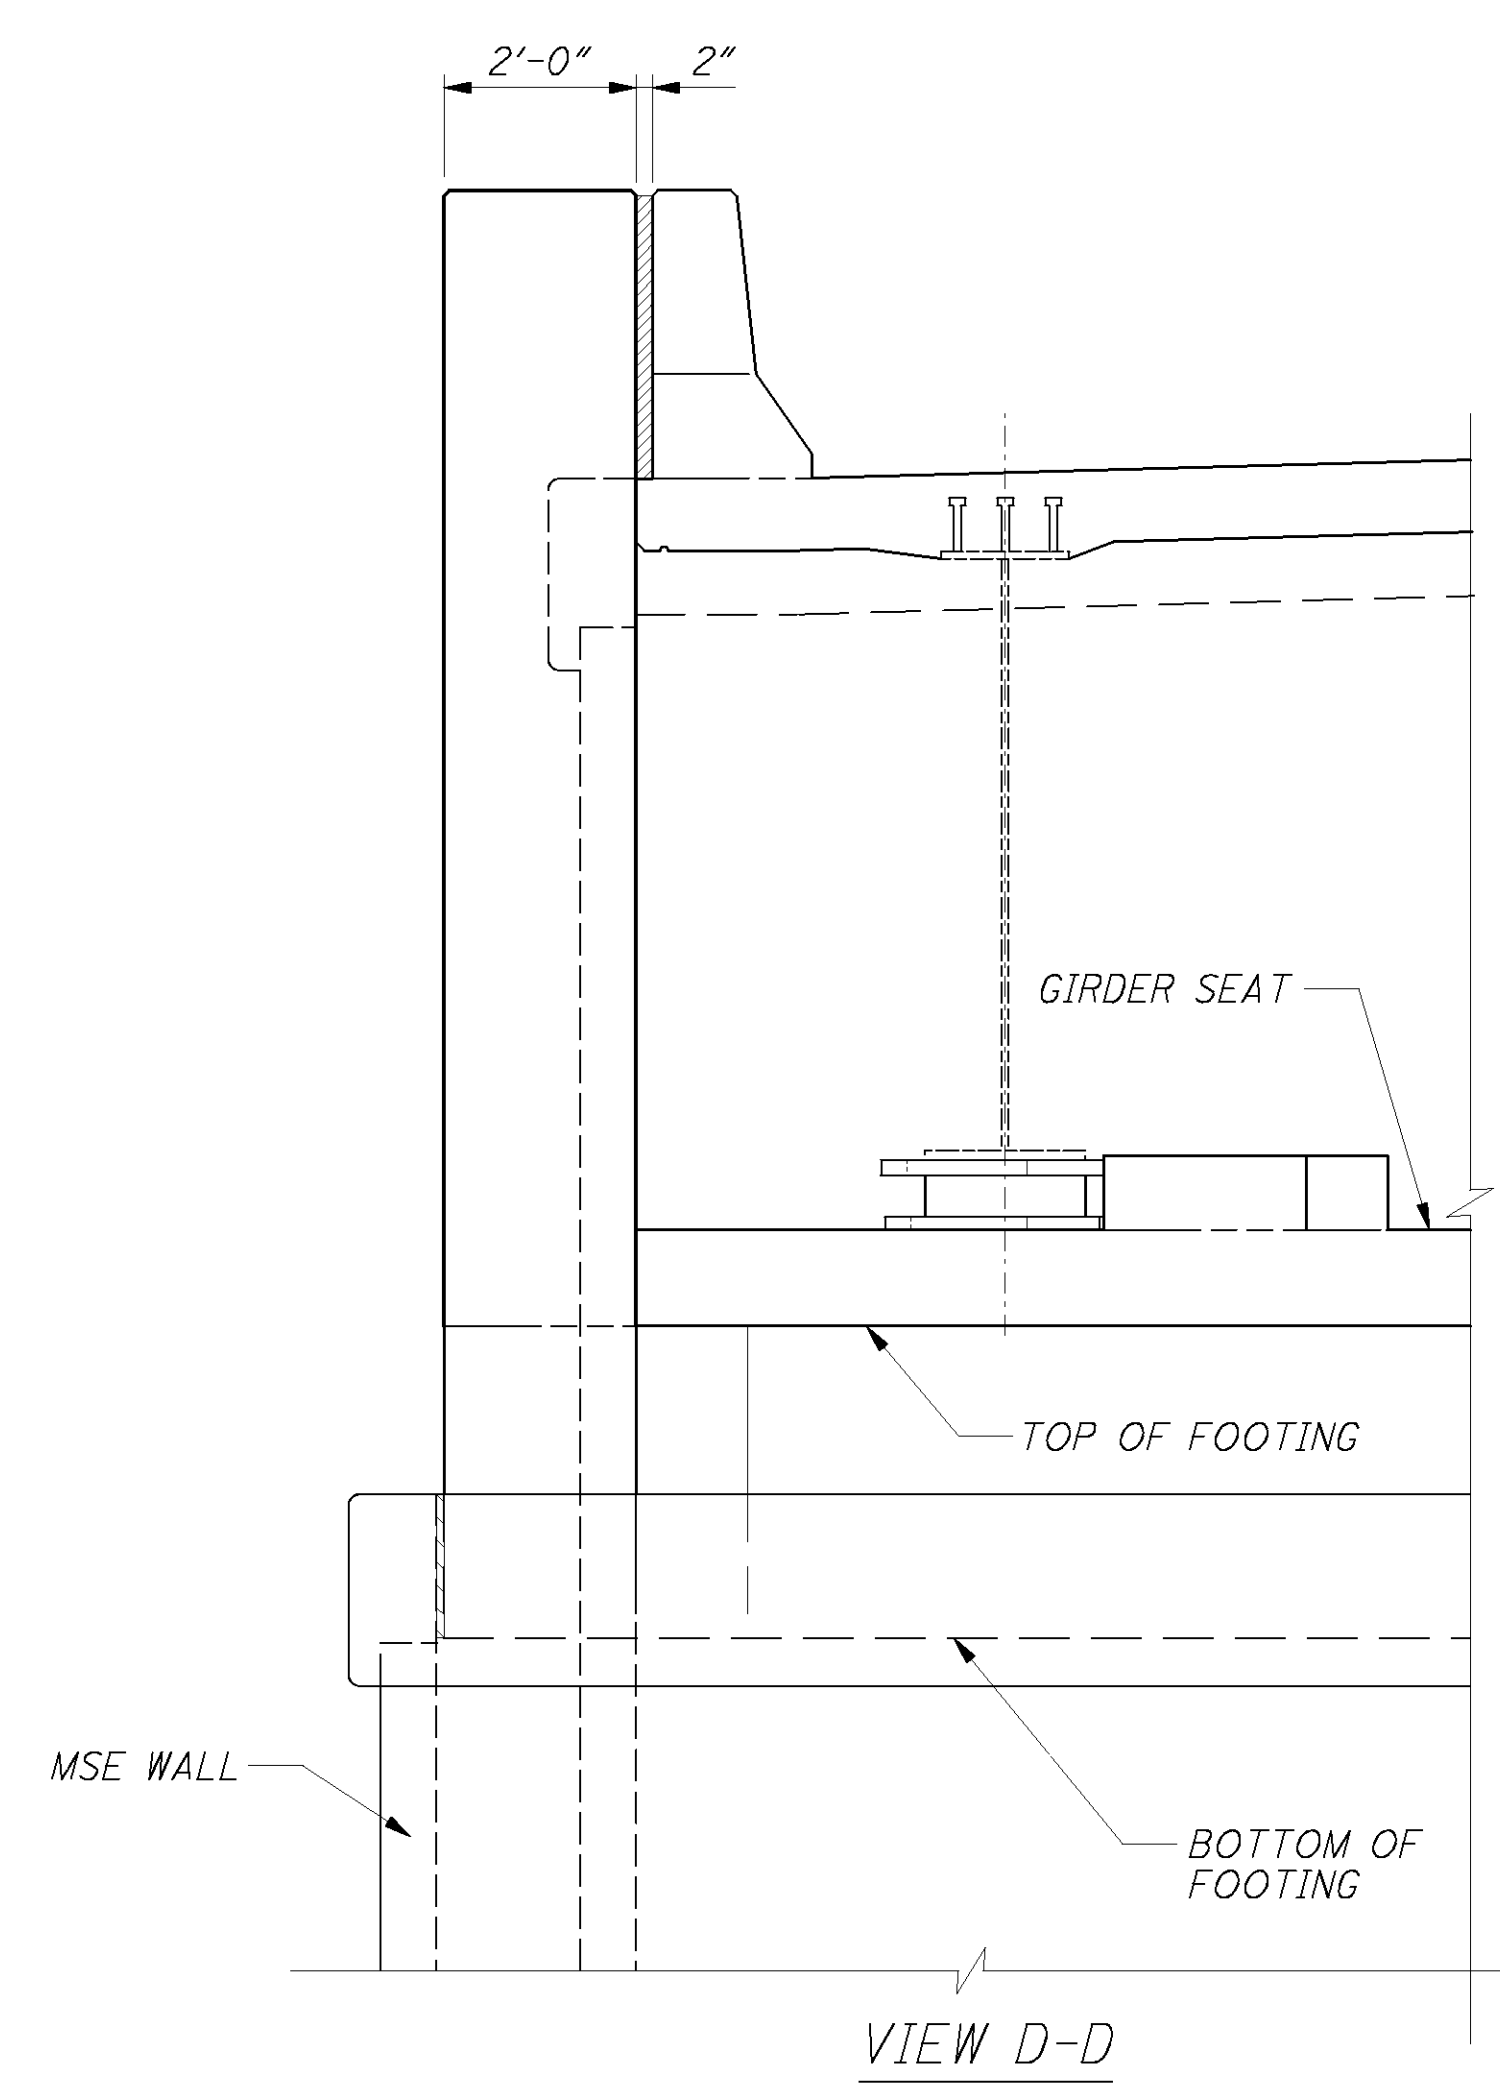 2'-0" 2"
GIRDER SEAT
TOP OF FOOTING
MSE WALL
BOTTOM OF
FOOTING
VIEW D-D